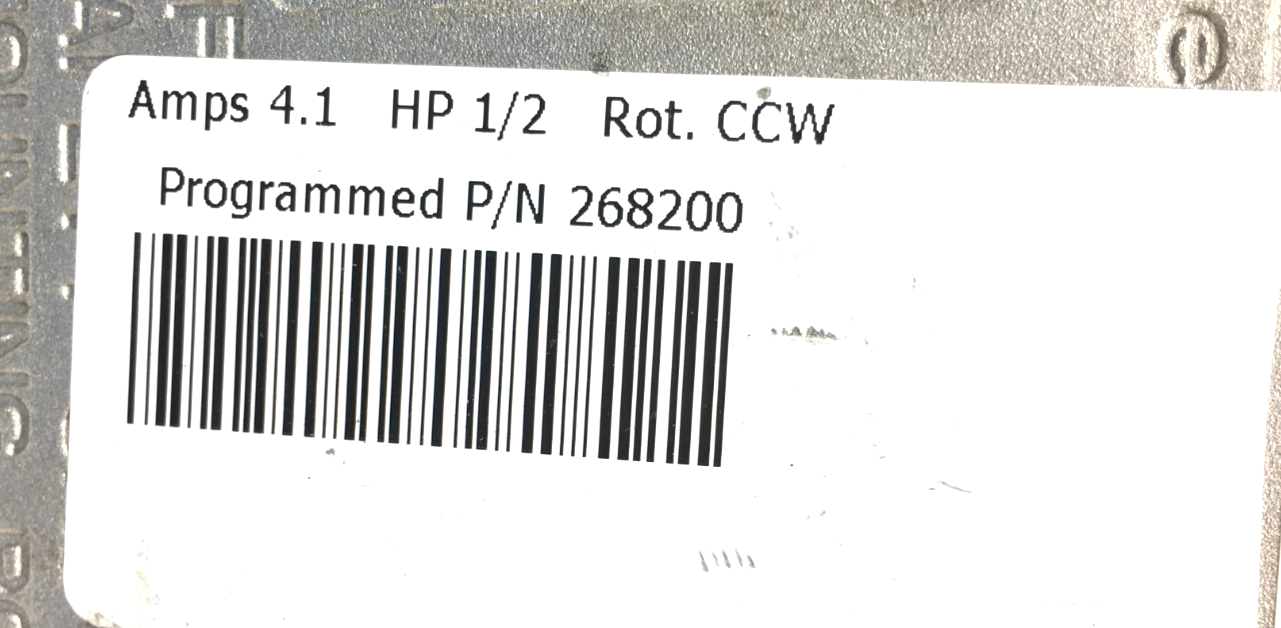 Amps 4.1 HP 1/2 Rot. CCW
Programmed P/N 268200